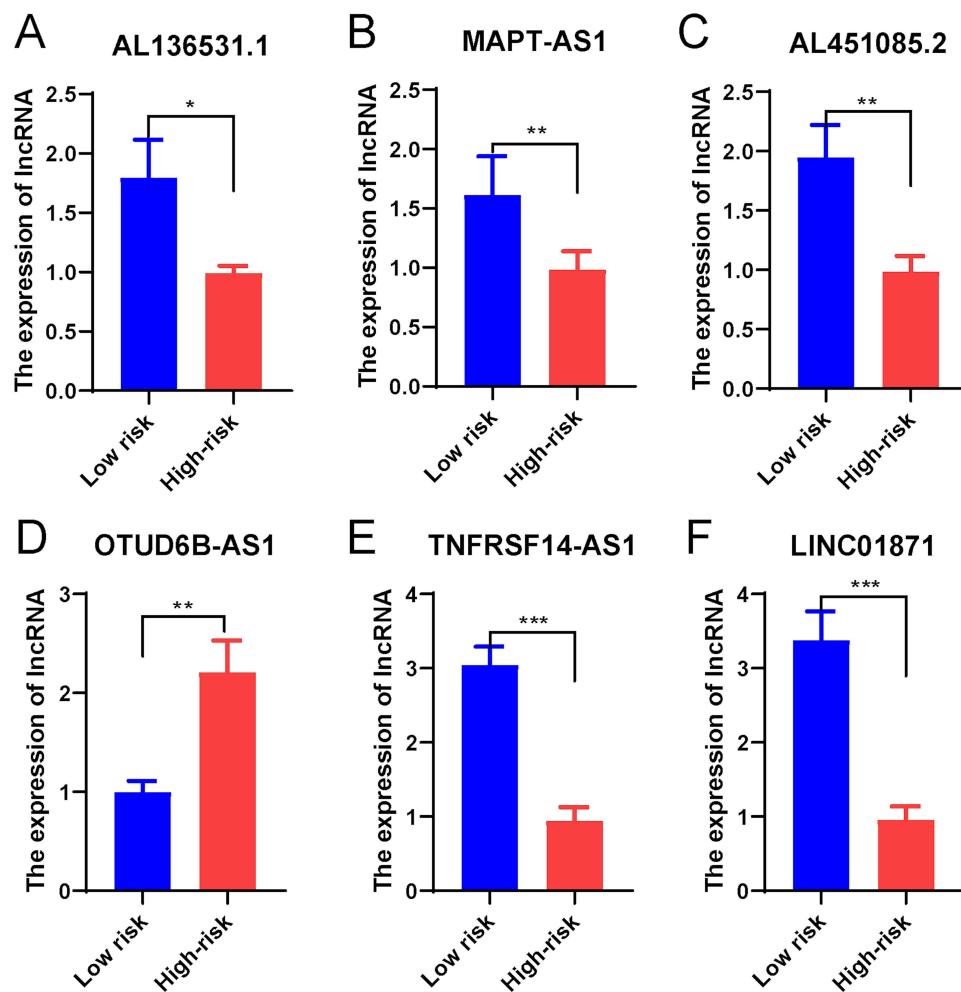 A
AL136531.1
The expression of lncRNA
2.5
2.0
1.5
1.0
0.5
0.0
*
Low risk
High-risk
B
MAPT-AS1
The expression of lncRNA
2.5
2.0
1.5
1.0
0.5
0.0
**
Low risk
High-risk
C
AL451085.2
The expression of lncRNA
2.5
2.0
1.5
1.0
0.5
0.0
**
Low risk
High-risk
D
OTUD6B-AS1
The expression of lncRNA
3
2
1
0
**
Low risk
High-risk
E
TNFRSF14-AS1
The expression of lncRNA
4
3
2
1
0
***
Low risk
High-risk
F
LINC01871
The expression of lncRNA
4
3
2
1
0
***
Low risk
High-risk